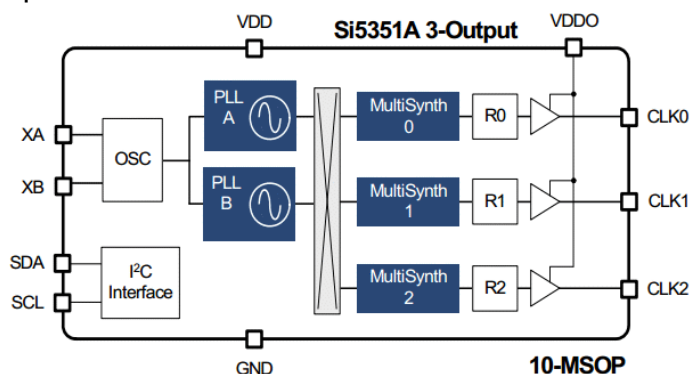 VDD
Si5351A 3-Output
VDDO
PLL
A
MultiSynth
0
R0
CLK0
XA
OSC
XB
PLL
B
MultiSynth
1
R1
CLK1
SDA
I²C
Interface
SCL
MultiSynth
2
R2
CLK2
GND
10-MSOP